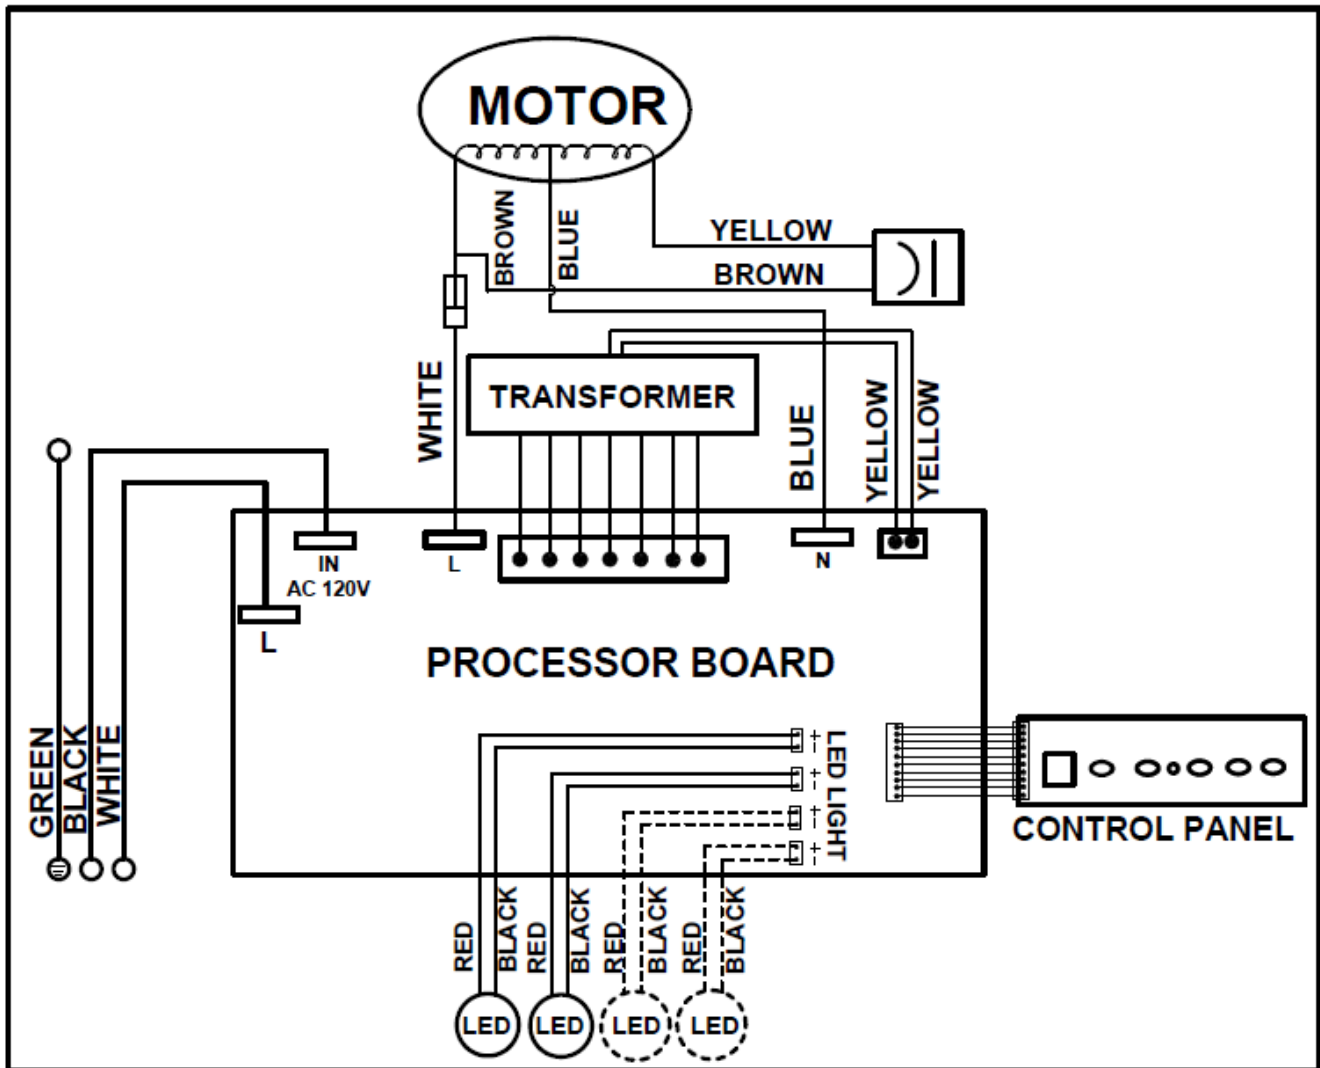 MOTOR
BROWN
BLUE
YELLOW
BROWN
WHITE
TRANSFORMER
BLUE
YELLOW
YELLOW
IN
AC 120V
L
L
N
PROCESSOR BOARD
GREEN
BLACK
WHITE
+
-
+
-
+
-
+
-
LED LIGHT
CONTROL PANEL
RED
BLACK
RED
BLACK
RED
BLACK
RED
BLACK
LED
LED
LED
LED